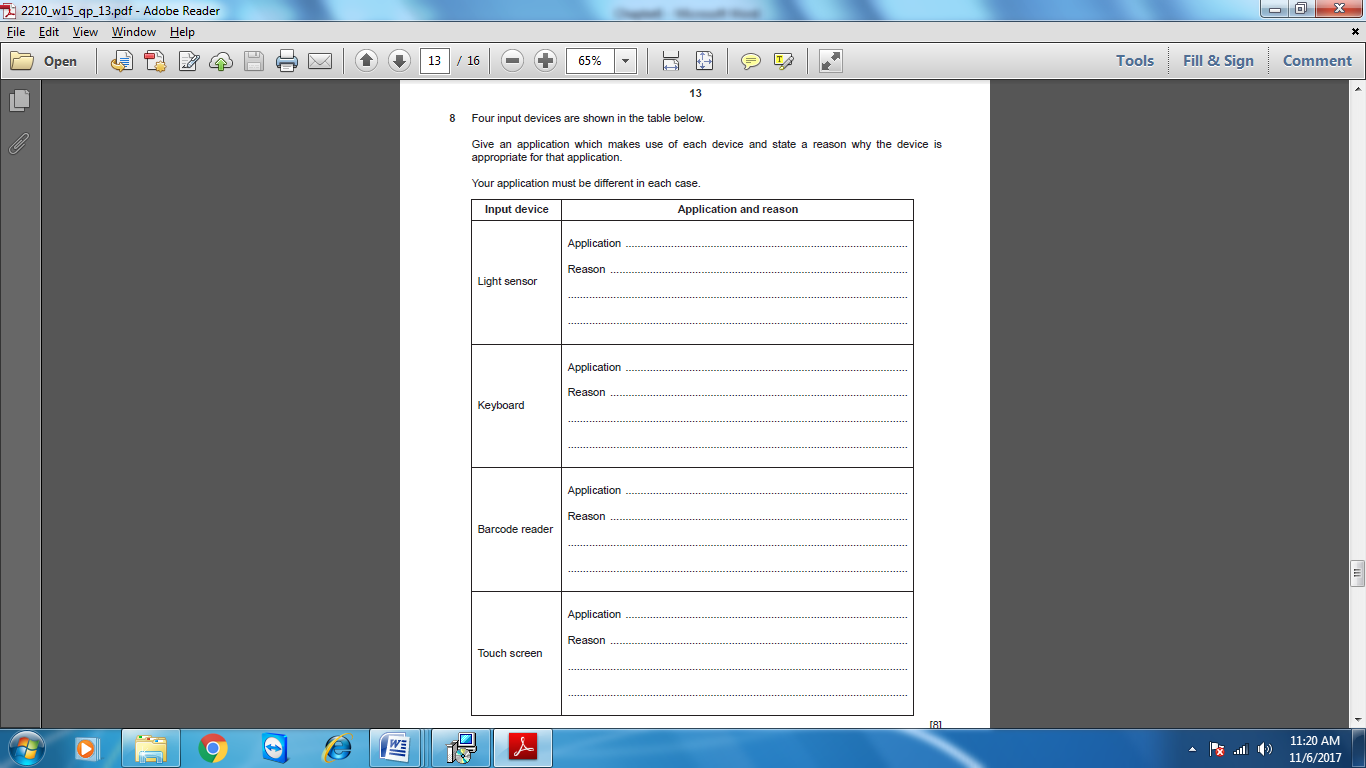 2210_w15_qp_13.pdf - Adobe Reader
File Edit View Window Help
Open 13 / 16 65% Tools Fill & Sign Comment
13
8 Four input devices are shown in the table below.
Give an application which makes use of each device and state a reason why the device is
appropriate for that application.
Your application must be different in each case.
Input device Application and reason
Light sensor
Application
Reason
Keyboard
Application
Reason
Barcode reader
Application
Reason
Touch screen
Application
Reason
[8]
11:20 AM
11/6/2017